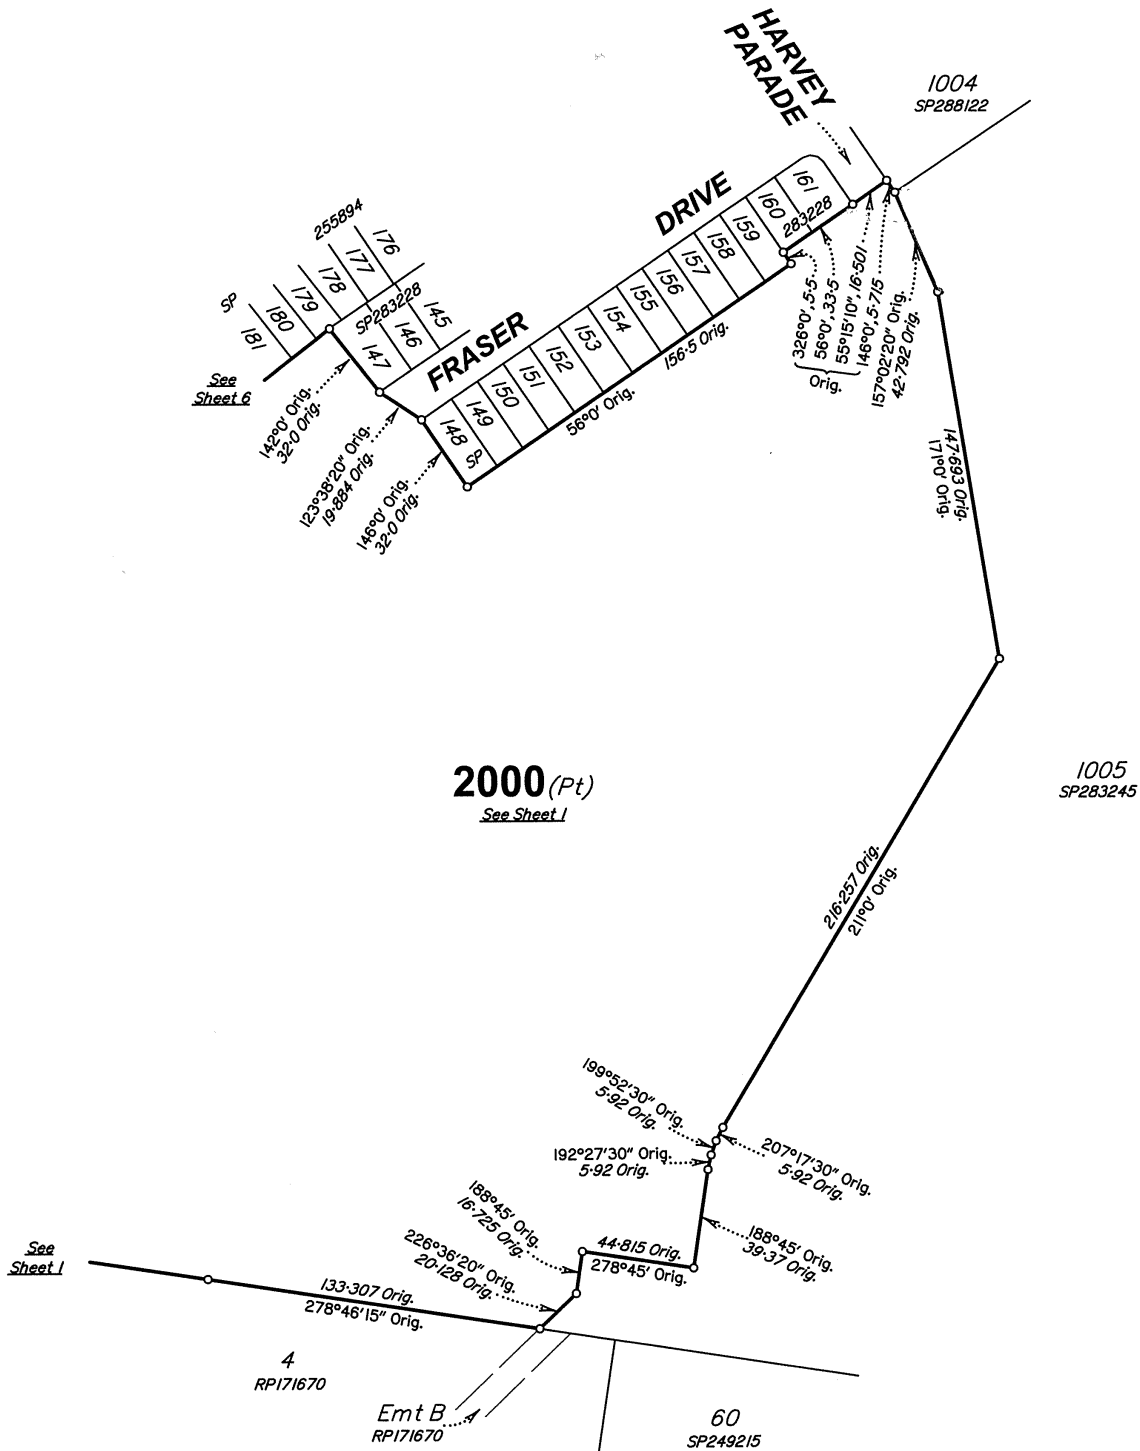 HARVEY
PARADE
1004
SP288122
DRIVE
161
160
283228
159
158
157
156
155
154
153
152
151
150
149
148
SP
255894
176
177
178
179
180
181
SP
SP283228
145
146
147
FRASER
See
Sheet 6
142°0' Orig.
32·0 Orig.
123°38'20" Orig.
19·884 Orig.
146°0' Orig.
32·0 Orig.
156·5 Orig.
56°0' Orig.
326°0', 5·5
56°0', 33·5
55°15'10", 16·501
Orig.
146°0', 5·715
157°02'20" Orig.
42·792 Orig.
147·693 Orig.
171°0' Orig.
2000 (Pt)
See Sheet 1
1005
SP283245
216·257 Orig.
211°0' Orig.
199°52'30" Orig.
5·92 Orig.
192°27'30" Orig.
5·92 Orig.
207°17'30" Orig.
5·92 Orig.
188°45' Orig.
16·725 Orig.
226°36'20" Orig.
20·128 Orig.
188°45' Orig.
39·37 Orig.
44·815 Orig.
278°45' Orig.
See
Sheet 1
133·307 Orig.
278°46'15" Orig.
4
RP171670
Emt B
RP171670
60
SP249215